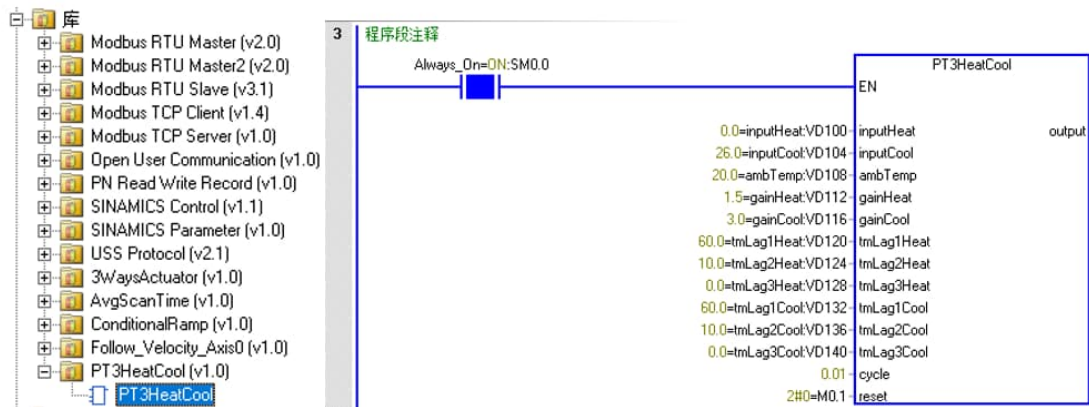 库
Modbus RTU Master (v2.0)
Modbus RTU Master2 (v2.0)
Modbus RTU Slave (v3.1)
Modbus TCP Client (v1.4)
Modbus TCP Server (v1.0)
Open User Communication (v1.0)
PN Read Write Record (v1.0)
SINAMICS Control (v1.1)
SINAMICS Parameter (v1.0)
USS Protocol (v2.1)
3WaysActuator (v1.0)
AvgScanTime (v1.0)
ConditionalRamp (v1.0)
Follow_Velocity_Axis0 (v1.0)
PT3HeatCool (v1.0)
PT3HeatCool
3 程序段注释
Always_On=ON:SM0.0
PT3HeatCool
EN
0.0=inputHeat:VD100 inputHeat output
26.0=inputCool:VD104 inputCool
20.0=ambTemp:VD108 ambTemp
1.5=gainHeat:VD112 gainHeat
3.0=gainCool:VD116 gainCool
60.0=tmLag1Heat:VD120 tmLag1Heat
10.0=tmLag2Heat:VD124 tmLag2Heat
0.0=tmLag3Heat:VD128 tmLag3Heat
60.0=tmLag1Cool:VD132 tmLag1Cool
10.0=tmLag2Cool:VD136 tmLag2Cool
0.0=tmLag3Cool:VD140 tmLag3Cool
0.01 cycle
2#0=M0.1 reset